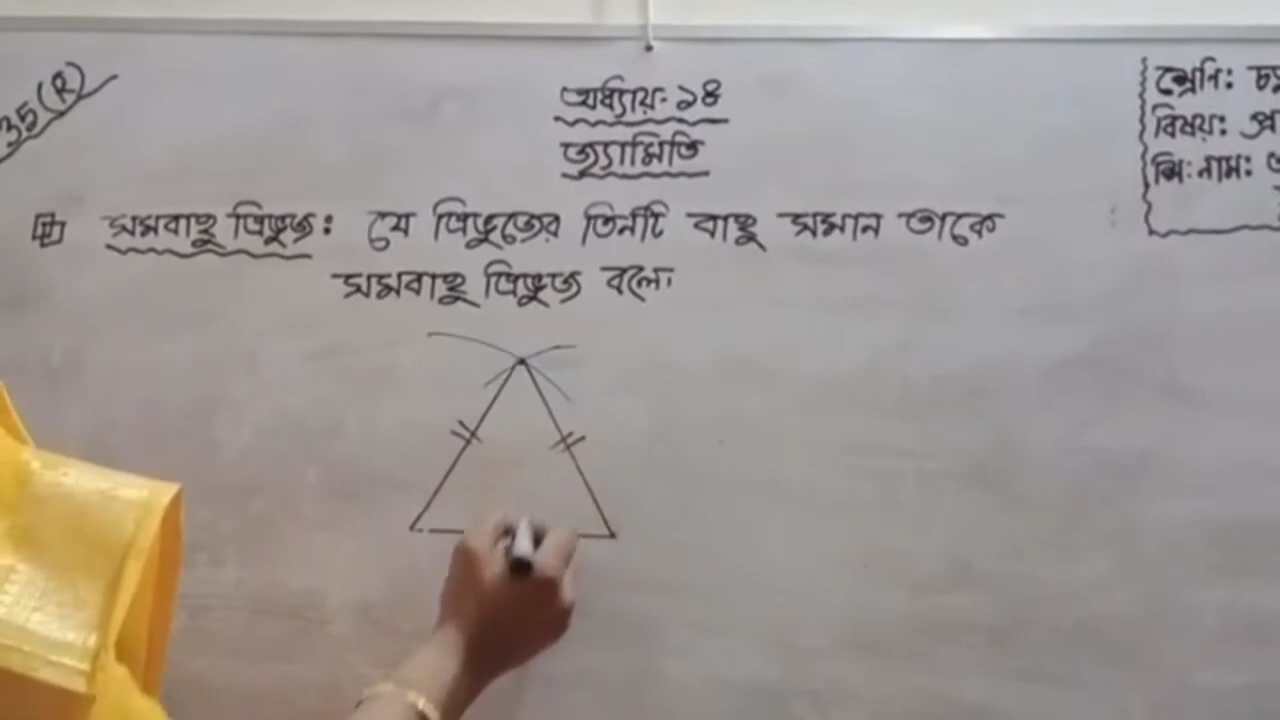 35(R)
অধ্যায়-১৪
জ্যামিতি
সমবাহু ত্রিভুজ: যে ত্রিভুজের তিনটি বাহু সমান তাকে
সমবাহু ত্রিভুজ বলে।
শ্রেণি:
বিষয়:
শি:নাম: